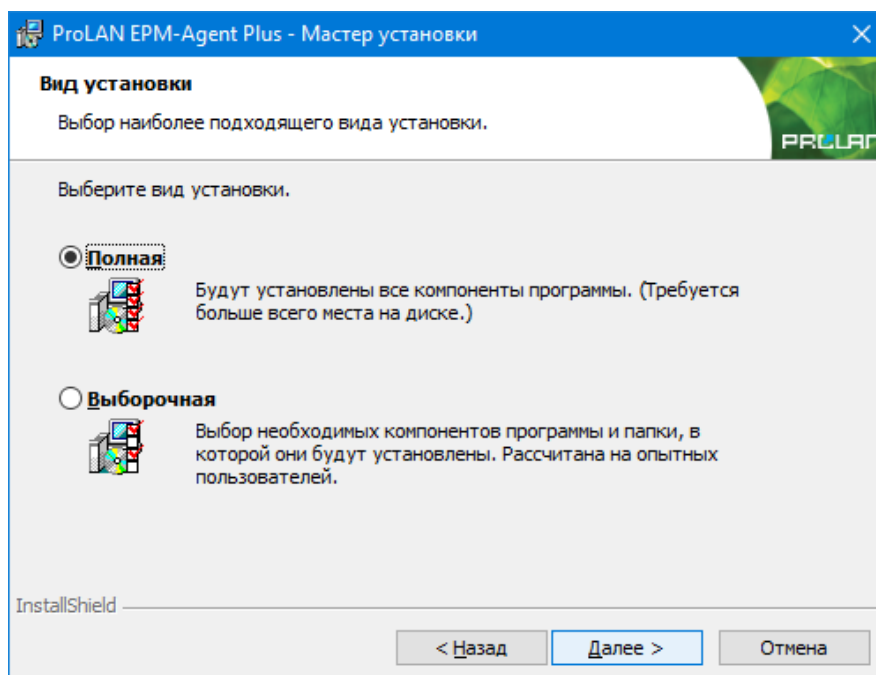 ProLAN EPM-Agent Plus - Мастер установки
Вид установки
Выбор наиболее подходящего вида установки.
PROLAN
Выберите вид установки.
Полная
Будут установлены все компоненты программы. (Требуется
больше всего места на диске.)
Выборочная
Выбор необходимых компонентов программы и папки, в
которой они будут установлены. Рассчитана на опытных
пользователей.
InstallShield
< Назад
Далее >
Отмена